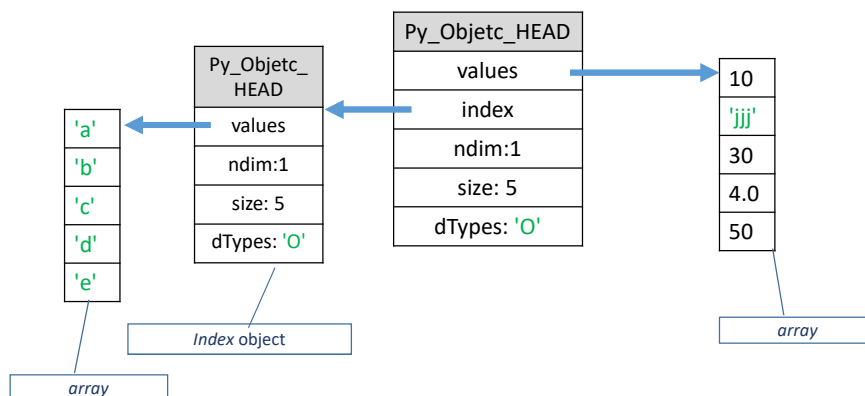 Py_Objetc_HEAD
values
index
ndim:1
size: 5
dTypes: 'O'
Py_Objetc_
HEAD
values
ndim:1
size: 5
dTypes: 'O'
'a'
'b'
'c'
'd'
'e'
10
'jjj'
30
4.0
50
Index object
array
array